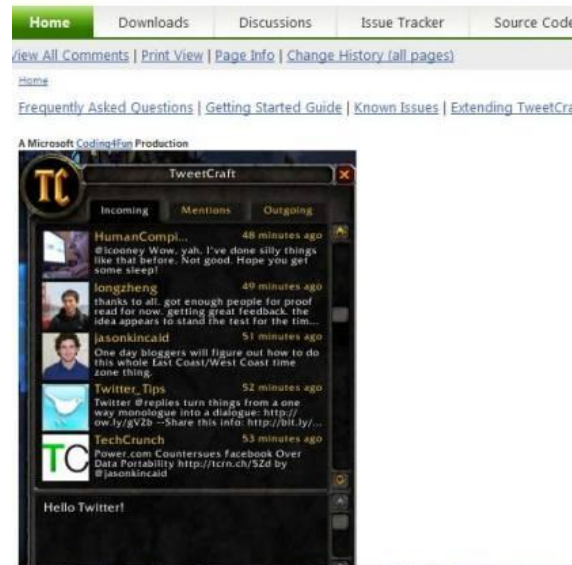 Home Downloads Discussions Issue Tracker Source Code
View All Comments | Print View | Page Info | Change History (all pages)
Home
Frequently Asked Questions | Getting Started Guide | Known Issues | Extending TweetCra
A Microsoft Coding4Fun Production
TC
TweetCraft
Incoming Mentions Outgoing
HumanCompi... 48 minutes ago
@lcooney Wow, yah, I've done silly things
like that before. Not good. Hope you get
some sleep!
longzheng 49 minutes ago
thanks to all. got enough people for proof
read for now. getting great feedback. the
idea appears to stand the test for the tim...
jasonkincaid 51 minutes ago
One day bloggers will figure out how to do
this whole East Coast/West Coast time
zone thing.
Twitter_Tips 52 minutes ago
Twitter @replies turn things from a one
way monologue into a dialogue: http://
ow.ly/gVZb --Share this info: http://bit.ly/...
TC
TechCrunch 53 minutes ago
Power.com Countersues Facebook Over
Data Portability http://tcrn.ch/5Zd by
@jasonkincaid
Hello Twitter!